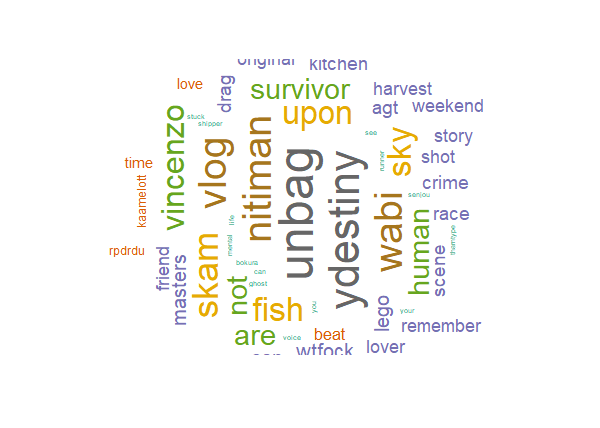 original
kitchen
love
drag
survivor
harvest
stuck
shipper
upon
agt
weekend
vincenzo
vlog
nitiman
unbag
ydestiny
see
sky
story
runner
shot
time
kaamelott
life
wabi
senjou
crime
human
race
rpdrdu
skam
mental
bokura
can
ghost
scene
thamtype
friend
masters
not
fish
you
lego
your
remember
are
voice
beat
wtfock
lover